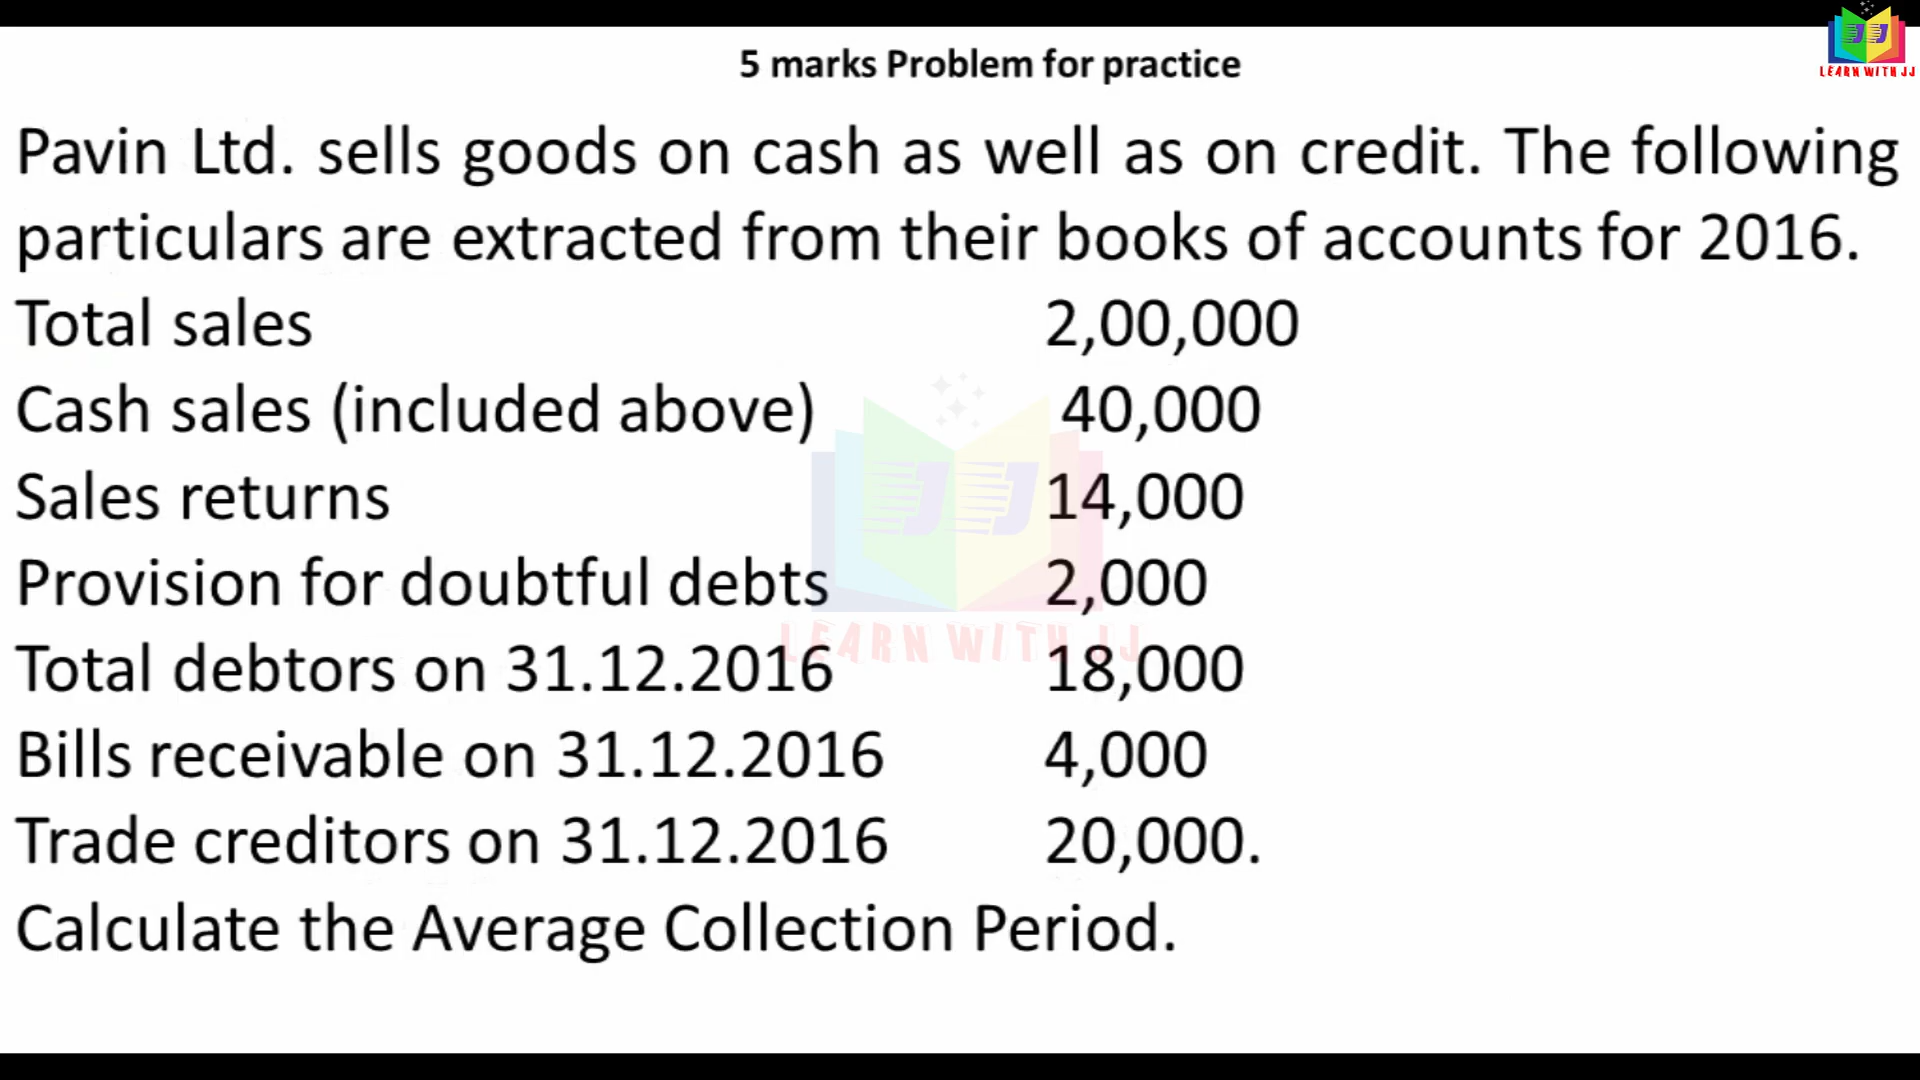 LEARN WITH JJ
5 marks Problem for practice
Pavin Ltd. sells goods on cash as well as on credit. The following
particulars are extracted from their books of accounts for 2016.
Total sales 2,00,000
Cash sales (included above) 40,000
Sales returns 14,000
Provision for doubtful debts 2,000
LEARN WITH JJ
Total debtors on 31.12.2016 18,000
Bills receivable on 31.12.2016 4,000
Trade creditors on 31.12.2016 20,000.
Calculate the Average Collection Period.